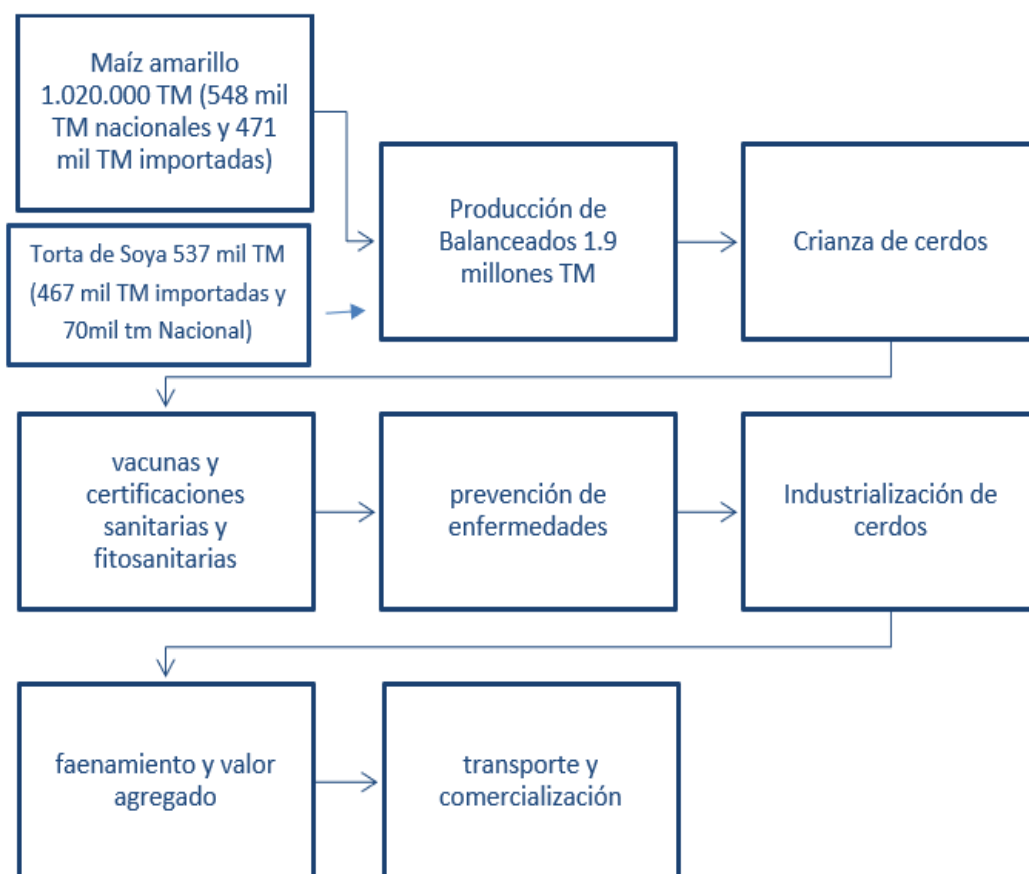 Maíz amarillo
1.020.000 TM (548 mil
TM nacionales y 471
mil TM importadas)
Torta de Soya 537 mil TM
(467 mil TM importadas y
70mil tm Nacional)
Producción de
Balanceados 1.9
millones TM
Crianza de cerdos
vacunas y
certificaciones
sanitarias y
fitosanitarias
prevención de
enfermedades
Industrialización de
cerdos
faenamiento y valor
agregado
transporte y
comercialización